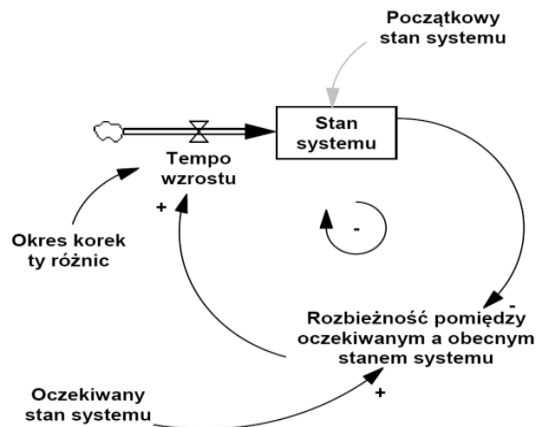 Początkowy
stan systemu
Stan
systemu
Tempo
wzrostu
+
-
Okres korek
ty różnic
-
Rozbieżność pomiędzy
oczekiwanym a obecnym
stanem systemu
+
Oczekiwany
stan systemu